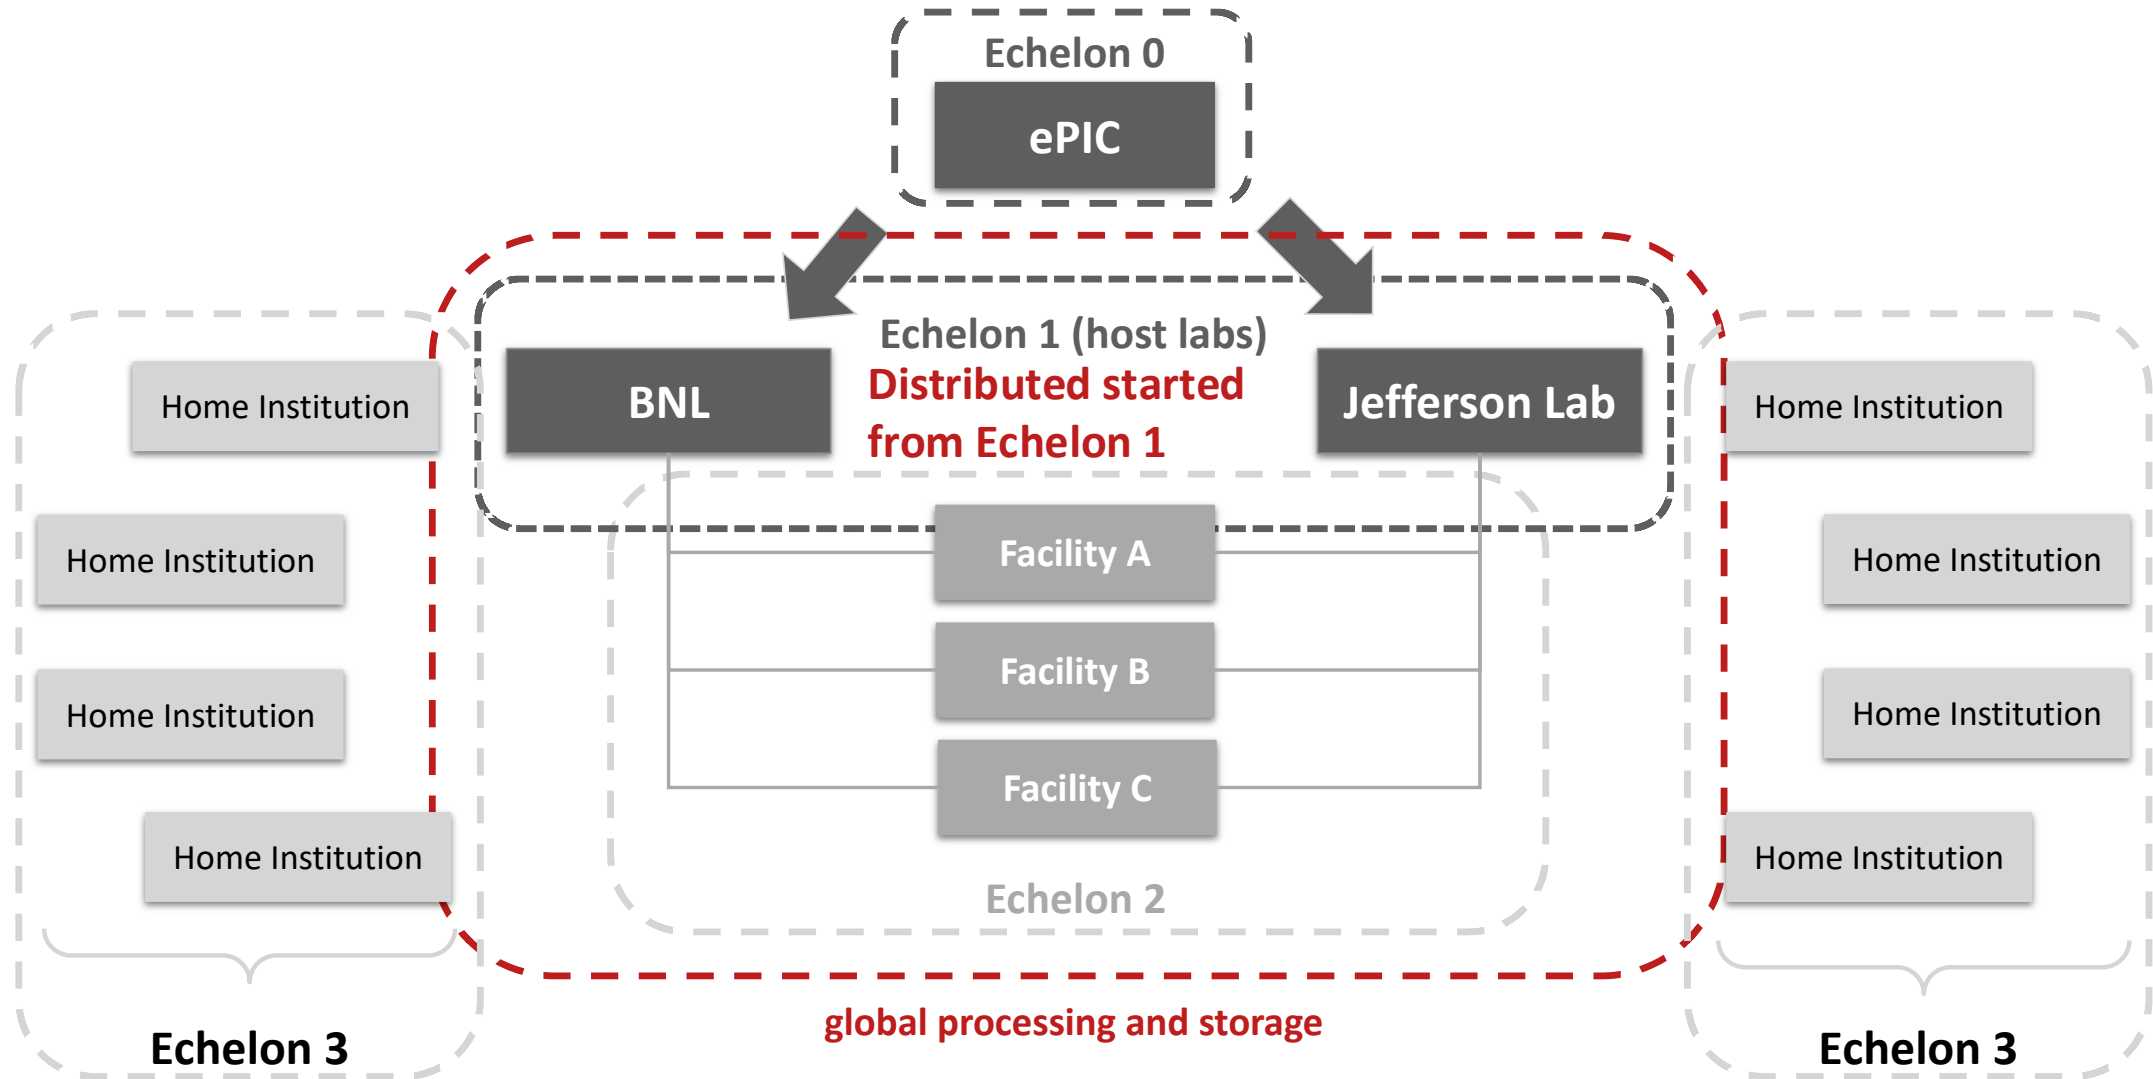 Echelon 0
ePIC
Echelon 1 (host labs)
BNL
Distributed started
from Echelon 1
Jefferson Lab
Home Institution
Home Institution
Home Institution
Home Institution
Facility A
Facility B
Facility C
Echelon 2
Home Institution
Home Institution
Home Institution
Home Institution
global processing and storage
Echelon 3
Echelon 3